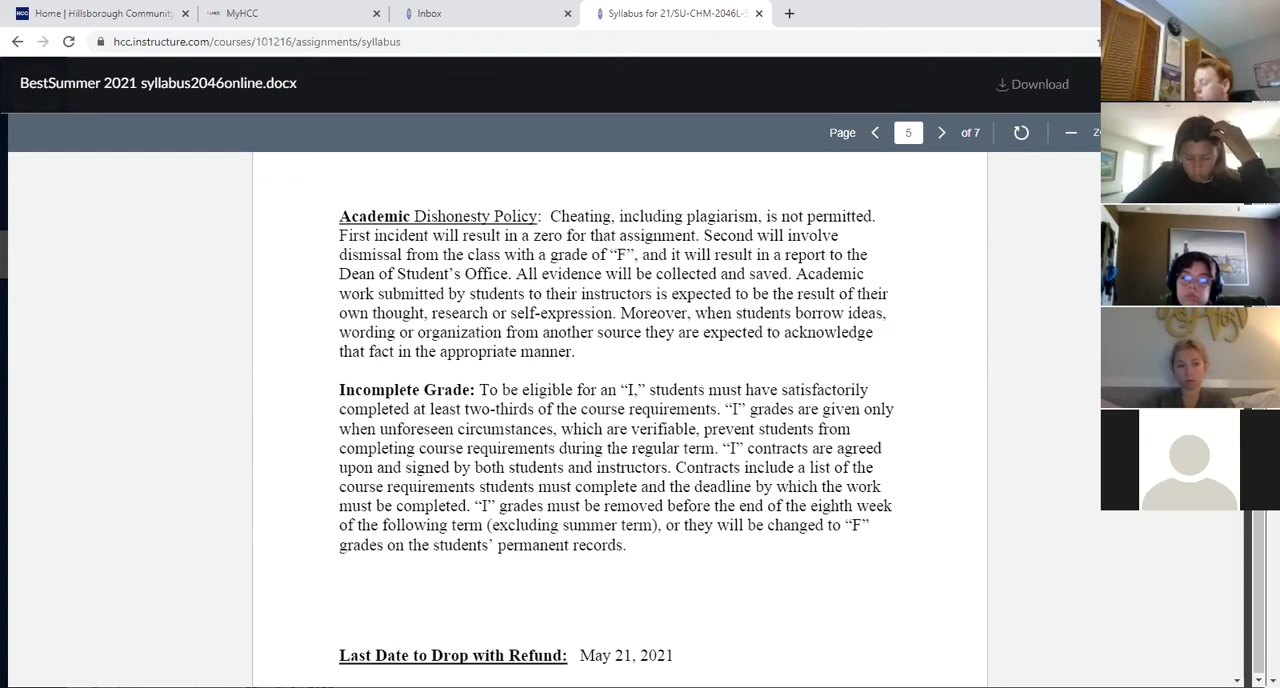 Home | Hillsborough Community
MyHCC
Inbox
Syllabus for 21/SU-CHM-2046L-
hcc.instructure.com/courses/101216/assignments/syllabus
BestSummer 2021 syllabus2046online.docx
Download
Page 5 of 7
Academic Dishonesty Policy: Cheating, including plagiarism, is not permitted.
First incident will result in a zero for that assignment. Second will involve
dismissal from the class with a grade of “F”, and it will result in a report to the
Dean of Student’s Office. All evidence will be collected and saved. Academic
work submitted by students to their instructors is expected to be the result of their
own thought, research or self-expression. Moreover, when students borrow ideas,
wording or organization from another source they are expected to acknowledge
that fact in the appropriate manner.
Incomplete Grade: To be eligible for an “I,” students must have satisfactorily
completed at least two-thirds of the course requirements. “I” grades are given only
when unforeseen circumstances, which are verifiable, prevent students from
completing course requirements during the regular term. “I” contracts are agreed
upon and signed by both students and instructors. Contracts include a list of the
course requirements students must complete and the deadline by which the work
must be completed. “I” grades must be removed before the end of the eighth week
of the following term (excluding summer term), or they will be changed to “F”
grades on the students’ permanent records.
Last Date to Drop with Refund: May 21, 2021